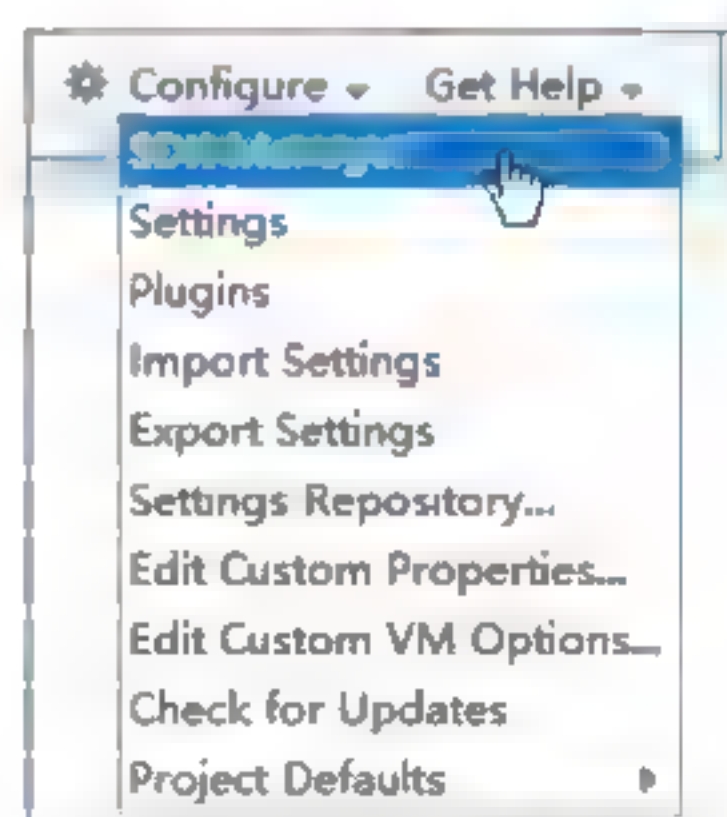 Configure Get Help
Settings
Plugins
Import Settings
Export Settings
Settings Repository...
Edit Custom Properties...
Edit Custom VM Options...
Check for Updates
Project Defaults